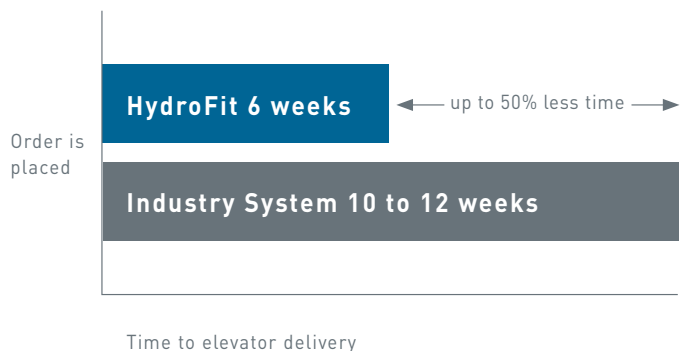 HydroFit 6 weeks
up to 50% less time
Order is
placed
Industry System 10 to 12 weeks
Time to elevator delivery